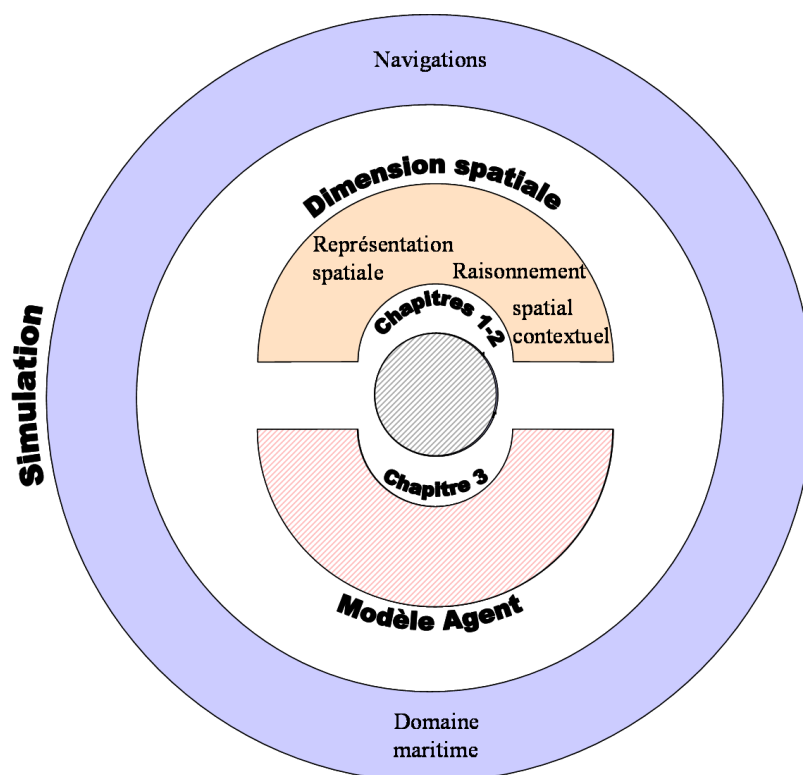 Navigations
Dimension spatiale
Représentation
spatiale
Raisonnement
spatial
contextuel
Chapitres 1-2
Simulation
Chapitre 3
Modèle Agent
Domaine
maritime